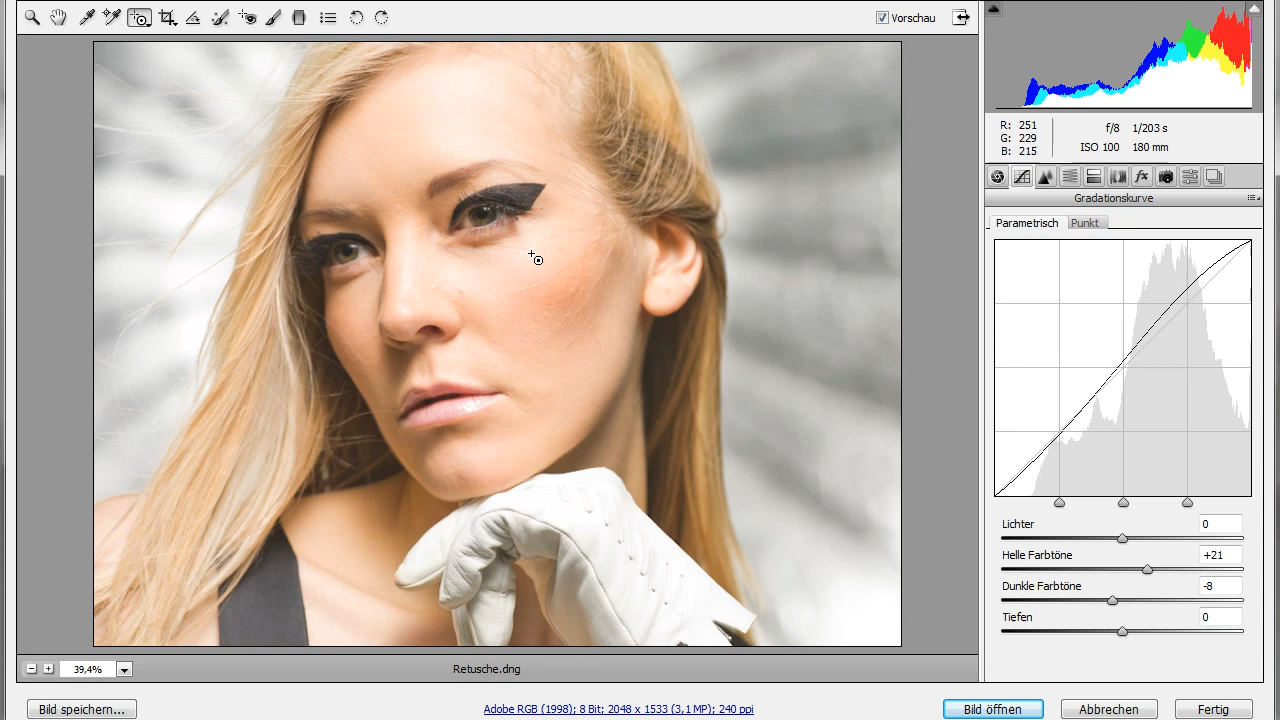 Vorschau
R: 251
G: 229
B: 215
f/8 1/203 s
ISO 100 180 mm
fx
Gradationskurve
Parametrisch Punkt
Lichter 0
Helle Farbtöne +21
Dunkle Farbtöne -8
Tiefen 0
39,4%
Retusche.dng
Bild speichern...
Adobe RGB (1998); 8 Bit; 2048 x 1533 (3,1 MP); 240 ppi
Bild öffnen
Abbrechen
Fertig